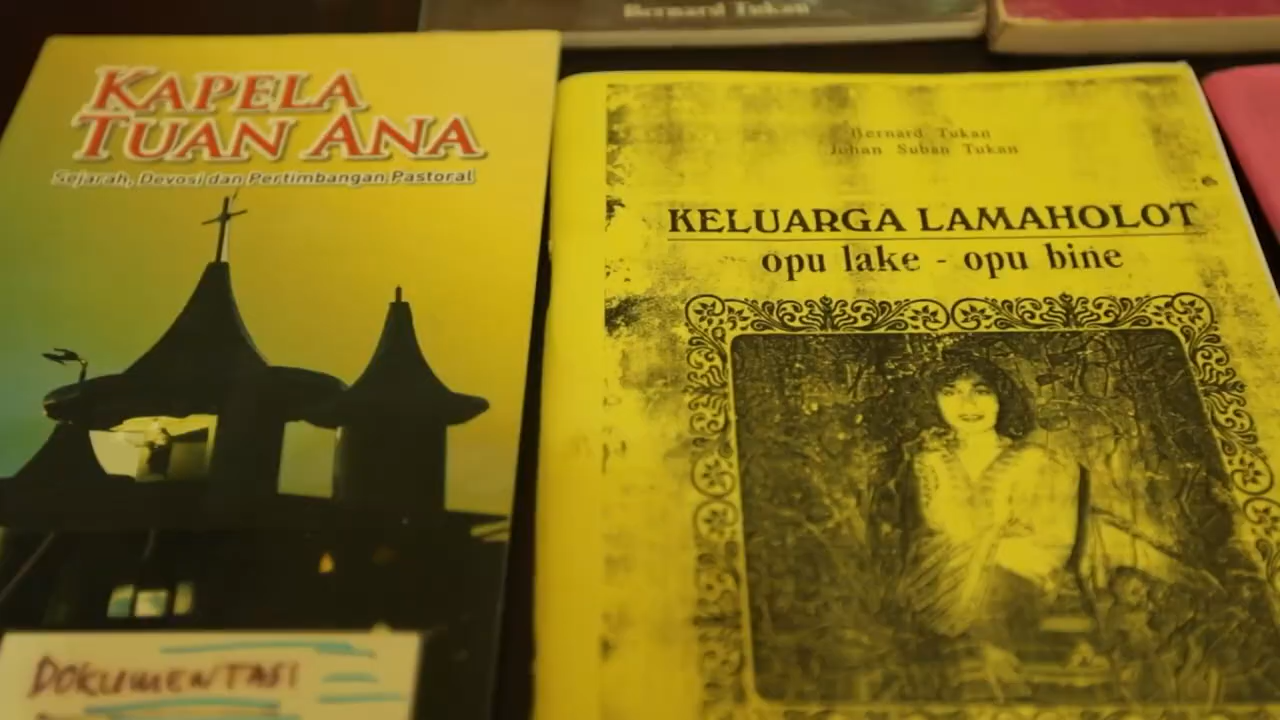 Bernard Tukan
KAPELA
TUAN ANA
Sejarah, Devosi dan Pertimbangan Pastoral
DOKUMENTASI
Bernard Tukan
Johan Suban Tukan
KELUARGA LAMAHOLOT
opu lake - opu bine